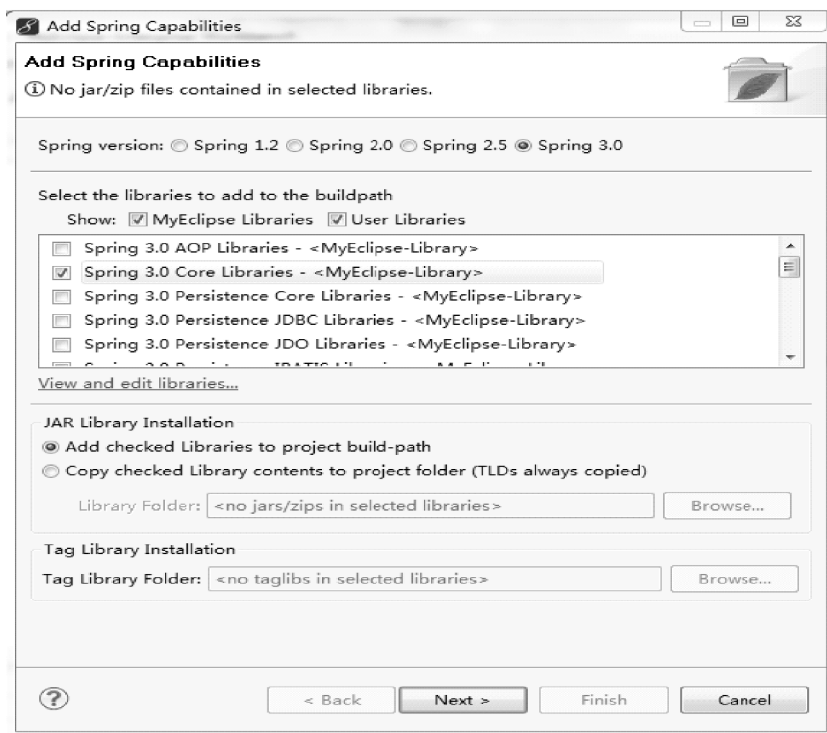 Add Spring Capabilities
Add Spring Capabilities
No jar/zip files contained in selected libraries.
Spring version: Spring 1.2 Spring 2.0 Spring 2.5 Spring 3.0
Select the libraries to add to the buildpath
Show: MyEclipse Libraries User Libraries
Spring 3.0 AOP Libraries - <MyEclipse-Library>
Spring 3.0 Core Libraries - <MyEclipse-Library>
Spring 3.0 Persistence Core Libraries - <MyEclipse-Library>
Spring 3.0 Persistence JDBC Libraries - <MyEclipse-Library>
Spring 3.0 Persistence JDO Libraries - <MyEclipse-Library>
View and edit libraries...
JAR Library Installation
Add checked Libraries to project build-path
Copy checked Library contents to project folder (TLDs always copied)
Library Folder: <no jars/zips in selected libraries> Browse...
Tag Library Installation
Tag Library Folder: <no taglibs in selected libraries> Browse...
? < Back Next > Finish Cancel